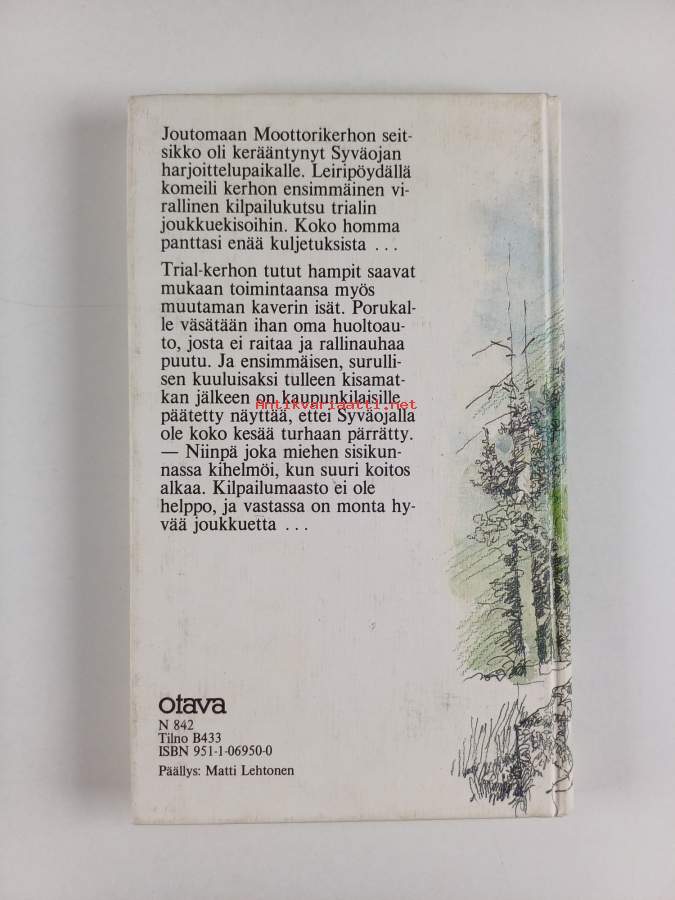 Joutomaan Moottorikerhon seit-
sikko oli kerääntynyt Syväojan
harjoittelupaikalle. Leiripöydällä
komeili kerhon ensimmäinen vi-
rallinen kilpailukutsu trialin
joukkuekisoihin. Koko homma
panttasi enää kuljetuksista ...
Trial-kerhon tutut hampit saavat
mukaan toimintaansa myös
muutaman kaverin isät. Porukal-
le väsätään ihan oma huoltoau-
to, josta ei raitaa ja rallinauhaa
puutu. Ja ensimmäisen, surulli-
sen kuuluisaksi tulleen kisamat-
kan jälkeen on kaupunkilaisille
Antikvariaatti.net
päätetty näyttää, ettei Syväojalla
ole koko kesää turhaan pärrätty.
— Niinpä joka miehen sisikun-
nassa kihelmöi, kun suuri koitos
alkaa. Kilpailumaasto ei ole
helppo, ja vastassa on monta hy-
vää joukkuetta ...
otava
N 842
Tilno B433
ISBN 951-1-06950-0
Päällys: Matti Lehtonen